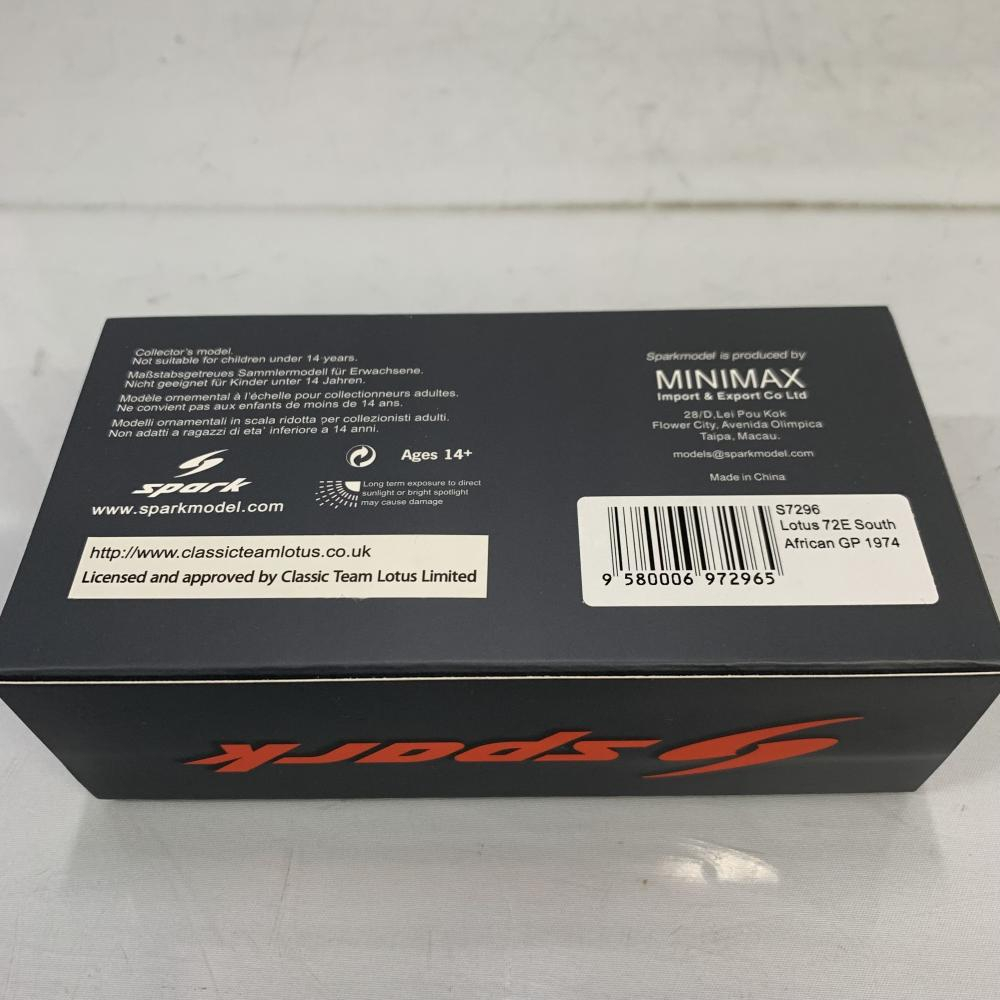 Collector's model.
Not suitable for children under 14 years.
Maßstabsgetreues Sammlermodell für Erwachsene.
Nicht geeignet für Kinder unter 14 Jahren.
Modèle ornemental à l'échelle pour collectionneurs adultes.
Ne convient pas aux enfants de moins de 14 ans.
Modelli ornamentali in scala ridotta per collezionisti adulti.
Non adatti a ragazzi di eta' inferiore a 14 anni.
Ages 14+
spark
www.sparkmodel.com
Long term exposure to direct
sunlight or bright spotlight
may cause damage
http://www.classicteamlotus.co.uk
Licensed and approved by Classic Team Lotus Limited
Sparkmodel is produced by
MINIMAX
Import & Export Co Ltd
28/D,Lei Pou Kok
Flower City, Avenida Olimpica
Taipa, Macau.
models@sparkmodel.com
Made in China
S7296
Lotus 72E South
African GP 1974
9 580006 972965
spark